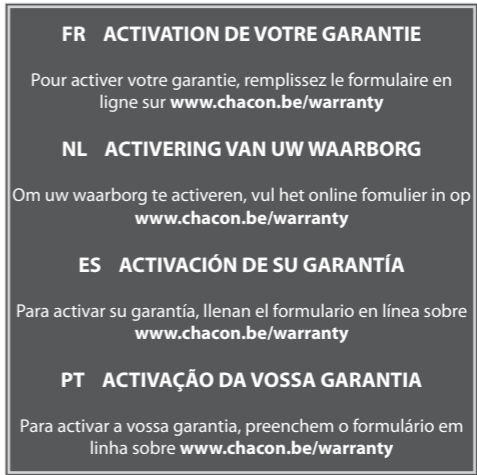 FR ACTIVATION DE VOTRE GARANTIE
Pour activer votre garantie, remplissez le formulaire en
ligne sur www.chacon.be/warranty
NL ACTIVERING VAN UW WAARBORG
Om uw waarborg te activeren, vul het online fomulier in op
www.chacon.be/warranty
ES ACTIVACIÓN DE SU GARANTÍA
Para activar su garantía, llenan el formulario en línea sobre
www.chacon.be/warranty
PT ACTIVAÇÃO DA VOSSA GARANTIA
Para activar a vossa garantia, preenchem o formulário em
linha sobre www.chacon.be/warranty